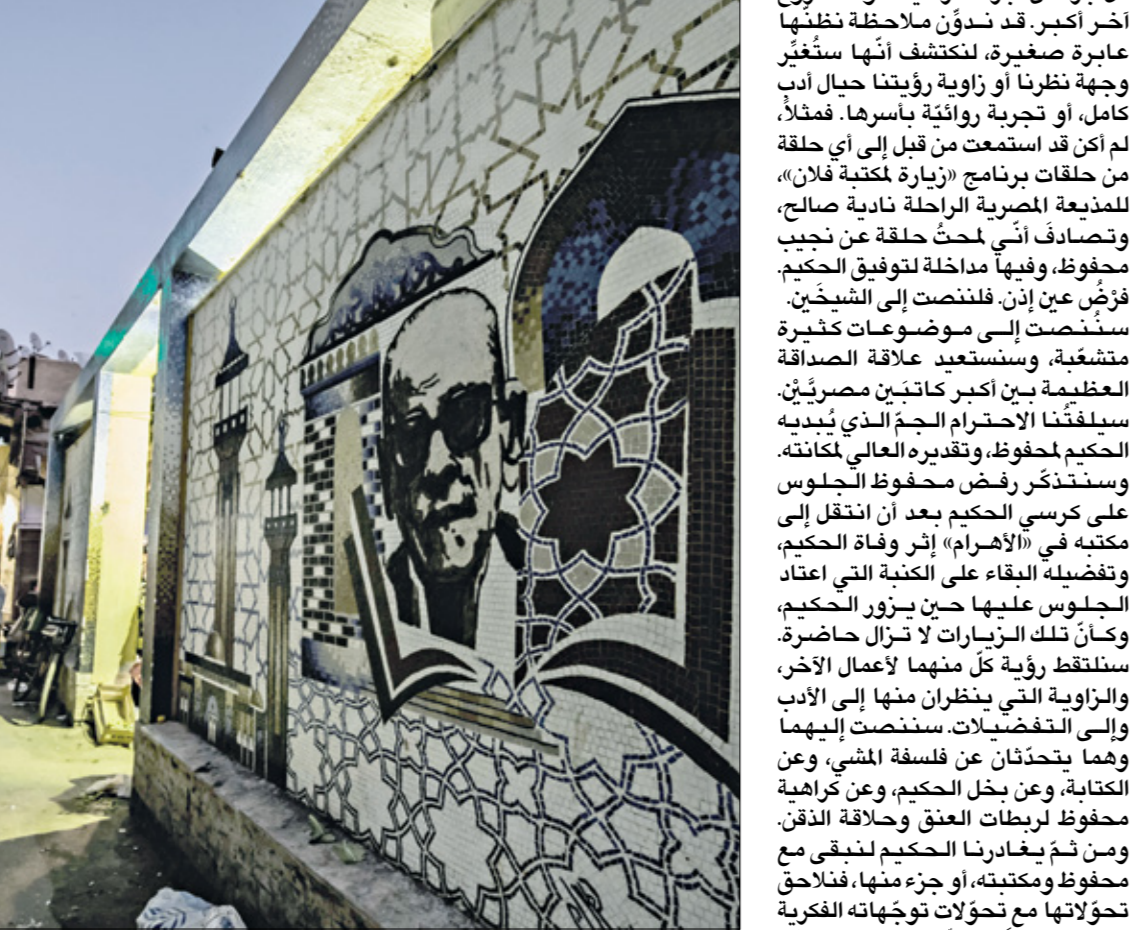 آخر أكبر. قد نـدوِّن ملاحظة نظنّها
عابرة صغيرة، لنكتشف أنّها ستُغيِّر
وجهة نظرنا أو زاوية رؤيتنا حيال أدبٍ
كامل، أو تجربة روائيّة بأسرها. فمثلاً،
لم أكن قد استمعت من قبل إلى أي حلقة
من حلقات برنامج «زيارة لمكتبة فلان»،
للمذيعة المصرية الراحلة نادية صالح،
وتصادفَ أنّي لمحتُ حلقة عن نجيب
محفوظ، وفيها مداخلة لتوفيق الحكيم.
فرْضُ عين إذن. فلننصت إلى الشيخَين.
سنُنصت إلـى مـوضـوعـات كثيرة
متشعّبة، وسنستعيد علاقة الصداقة
العظيمة بين أكبر كاتبَين مصريَّيْن.
سيلفتُنا الاحترام الجمّ الذي يُبديه
الحكيم لمحفوظ، وتقديره العالي لمكانته.
وسنتذكّر رفض محفوظ الجلوس
على كرسي الحكيم بعد أن انتقل إلى
مكتبه في «الأهـرام» إثر وفاة الحكيم،
وتفضيله البقاء على الكنبة التي اعتاد
الجلوس عليها حين يـزور الحكيم،
وكـأنّ تلك الـزيـارات لا تـزال حاضرة.
سنلتقط رؤية كلّ منهما لأعمال الآخر،
والزاوية التي ينظران منها إلى الأدب
وإلـى التفضيلات. سننصت إليهما
وهما يتحدّثان عن فلسفة المشي، وعن
الكتابة، وعن بخل الحكيم، وعن كراهية
محفوظ لربطات العنق وحلاقة الذقن.
ومن ثمّ يغادرنا الحكيم لنبقى مع
محفوظ ومكتبته، أو جزء منها، فنلاحق
تحوّلاتها مع تحوّلات توجّهاته الفكرية